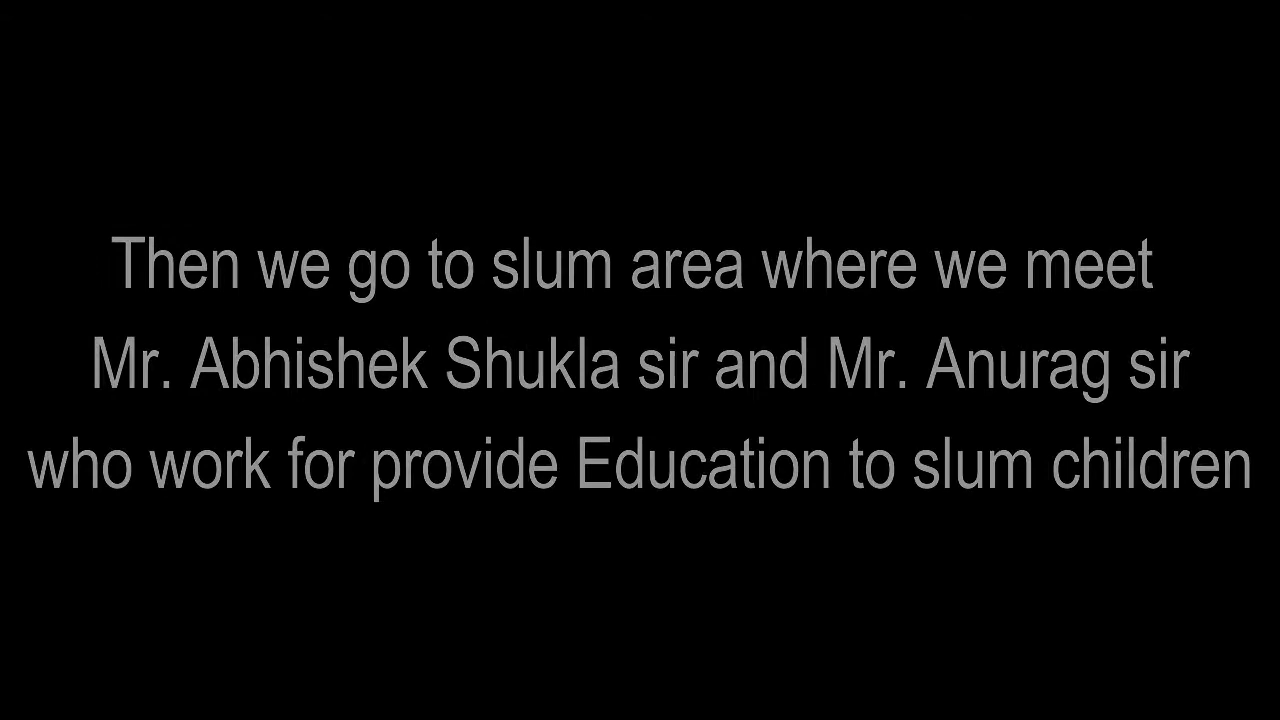 Then we go to slum area where we meet
Mr. Abhishek Shukla sir and Mr. Anurag sir
who work for provide Education to slum children